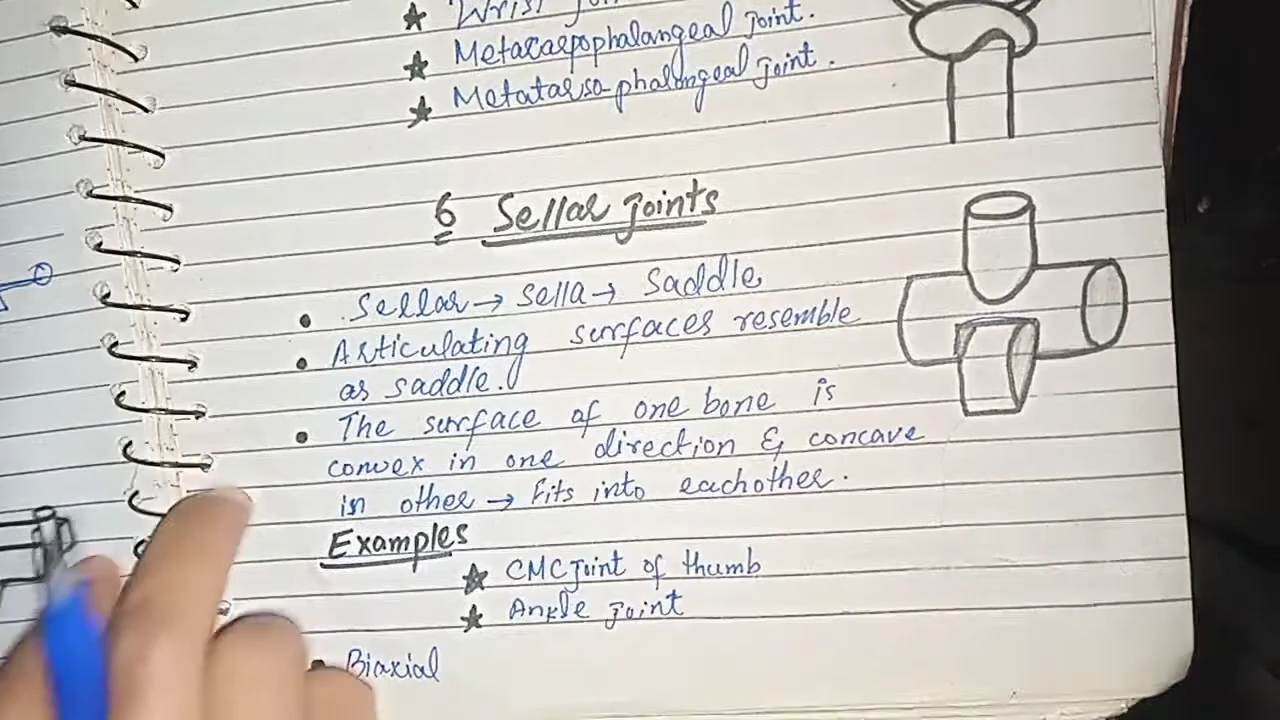 ★ Wrist Join
★ Metacarpophalangeal Joint.
★ Metatarso-phalangeal Joint.
6 Sellar Joints
• Sellar → Sella → Saddle
• Articulating surfaces resemble
as saddle.
• The surface of one bone is
convex in one direction & concave
in other → fits into eachother.
Examples
★ CMC Joint of thumb
★ Ankle Joint
• Biaxial